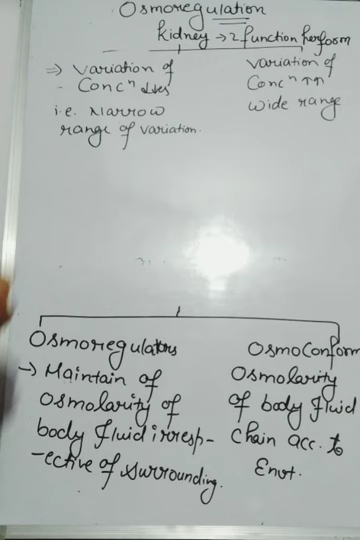 Osmoregulation
Kidney → 2 function perform
⇒ Variation of
- Concⁿ ↓↓es
i.e. Narrow
range of variation.
Variation of
Concⁿ ↑↑
wide range
Osmoregulators
→ Maintain of
Osmolarity of
body fluid irresp-
-ective of surrounding.
OsmoConform
Osmolarity
of body fluid
Chain acc. to
Envt.